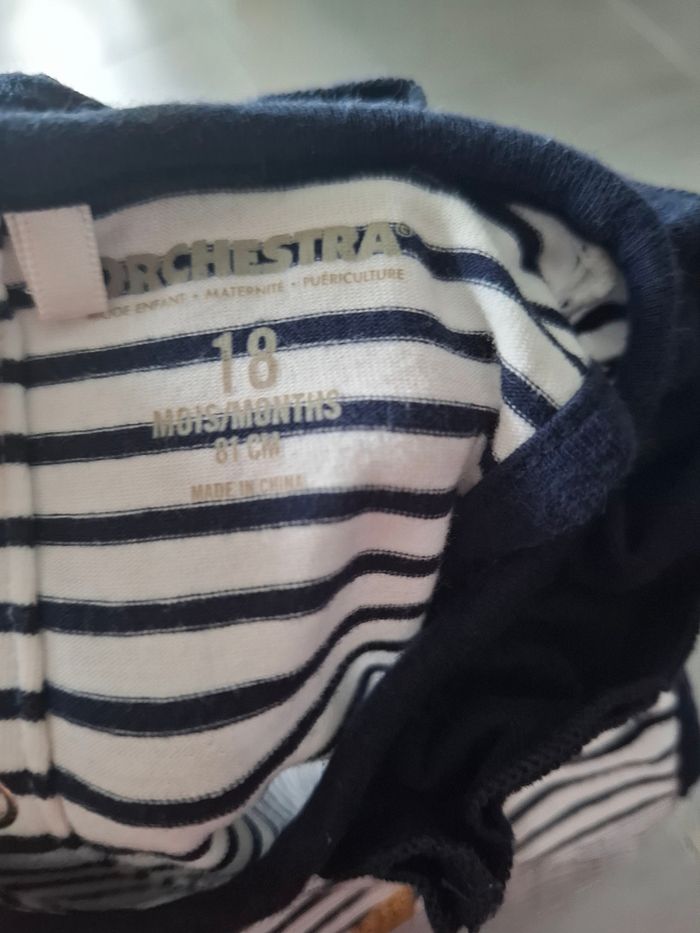 ORCHESTRA®
MODE ENFANT • MATERNITÉ • PUÉRICULTURE
18
MOIS/MONTHS
81 CM
MADE IN CHINA